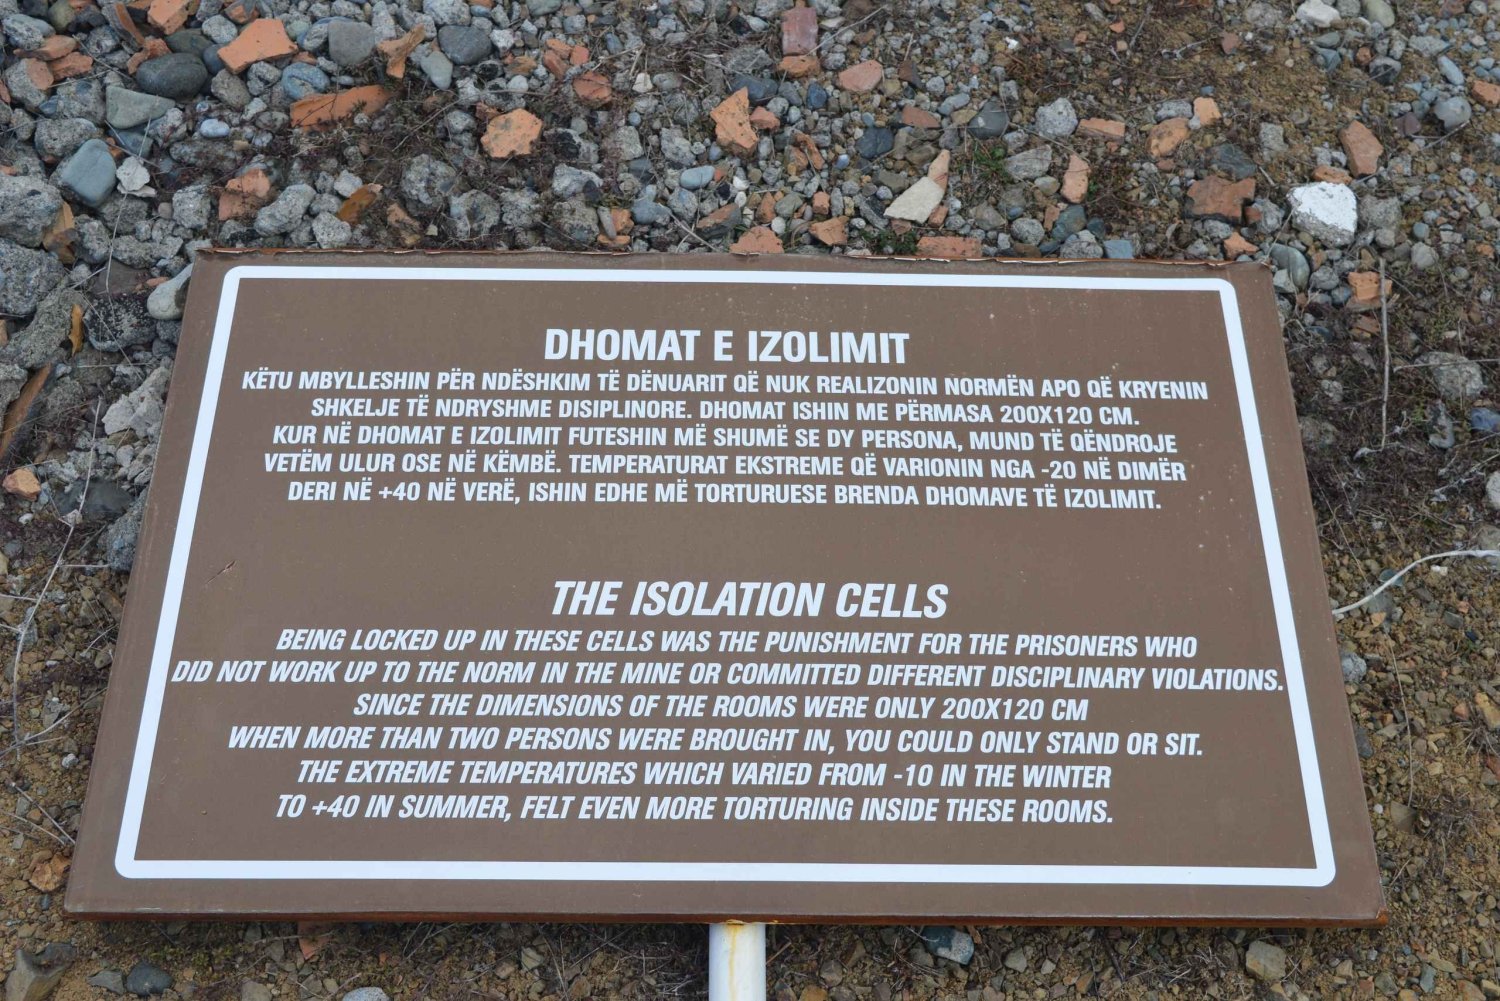 DHOMAT E IZOLIMIT
KËTU MBYLLESHIN PËR NDËSHKIM TË DËNUARIT QË NUK REALIZONIN NORMËN APO QË KRYENIN
SHKELJE TË NDRYSHME DISIPLINORE. DHOMAT ISHIN ME PËRMASA 200X120 CM.
KUR NË DHOMAT E IZOLIMIT FUTESHIN MË SHUMË SE DY PERSONA, MUND TË QËNDROJE
VETËM ULUR OSE NË KËMBË. TEMPERATURAT EKSTREME QË VARIONIN NGA -20 NË DIMËR
DERI NË +40 NË VERË, ISHIN EDHE MË TORTURUESE BRENDA DHOMAVE TË IZOLIMIT.
THE ISOLATION CELLS
BEING LOCKED UP IN THESE CELLS WAS THE PUNISHMENT FOR THE PRISONERS WHO
DID NOT WORK UP TO THE NORM IN THE MINE OR COMMITTED DIFFERENT DISCIPLINARY VIOLATIONS.
SINCE THE DIMENSIONS OF THE ROOMS WERE ONLY 200X120 CM
WHEN MORE THAN TWO PERSONS WERE BROUGHT IN, YOU COULD ONLY STAND OR SIT.
THE EXTREME TEMPERATURES WHICH VARIED FROM -10 IN THE WINTER
TO +40 IN SUMMER, FELT EVEN MORE TORTURING INSIDE THESE ROOMS.